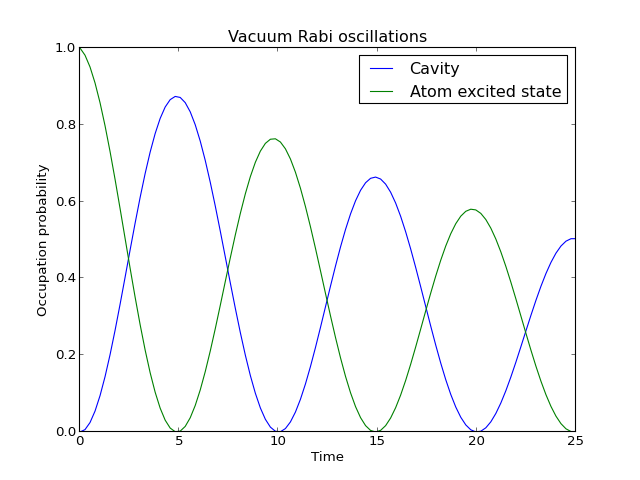 Vacuum Rabi oscillations
Cavity
Atom excited state
Occupation probability
1.0
0.8
0.6
0.4
0.2
0.0
0
5
10
15
20
25
Time